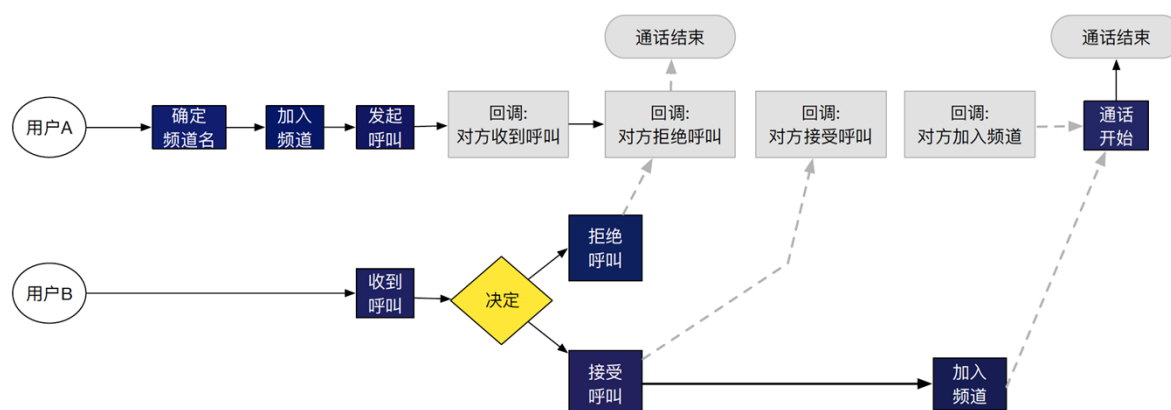 通话结束
通话结束
用户A
确定
频道名
加入
频道
发起
呼叫
回调:
对方收到呼叫
回调:
对方拒绝呼叫
回调:
对方接受呼叫
回调:
对方加入频道
通话
开始
拒绝
呼叫
用户B
收到
呼叫
决定
接受
呼叫
加入
频道